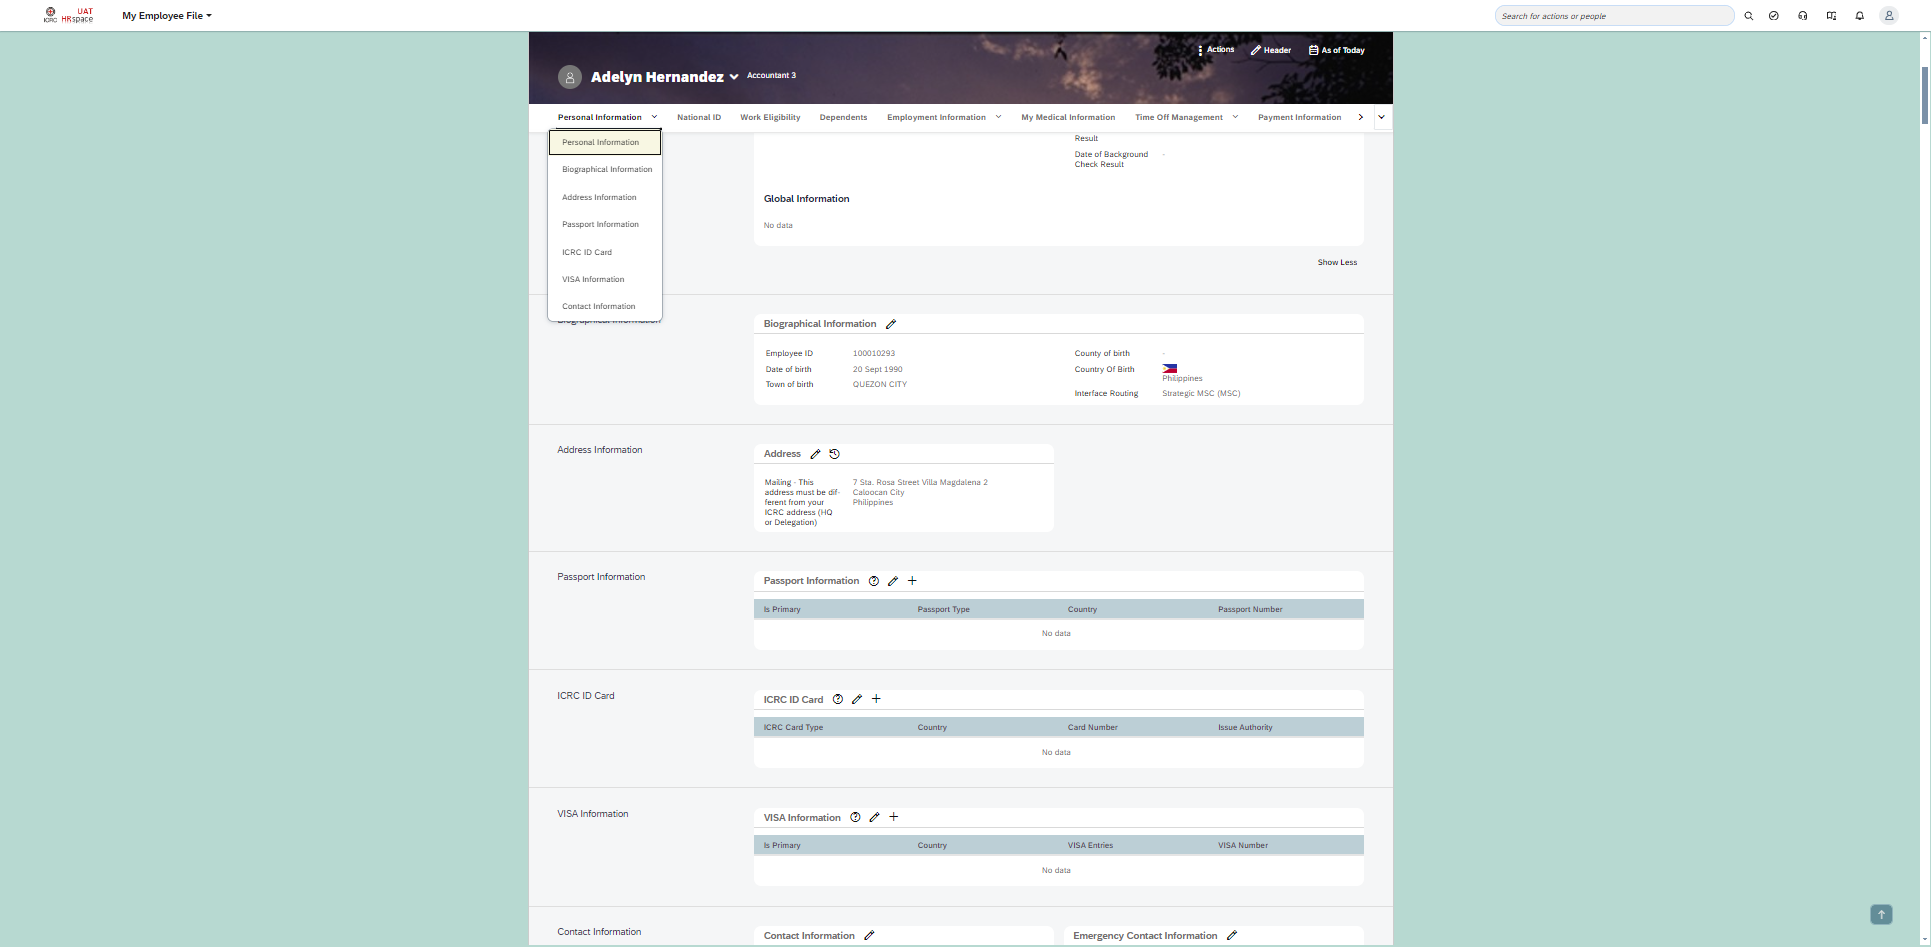 ICRC
UAT
HRspace
My Employee File
Search for actions or people
Actions
Header
As of Today
Adelyn Hernandez
Accountant 3
Personal Information
National ID
Work Eligibility
Dependents
Employment Information
My Medical Information
Time Off Management
Payment Information
Personal Information
Biographical Information
Address Information
Passport Information
ICRC ID Card
VISA Information
Contact Information
Result
Date of Background
Check Result
-
Global Information
No data
Show Less
Biographical Information
Biographical Information
Employee ID
100010293
Date of birth
20 Sept 1990
Town of birth
QUEZON CITY
County of birth
-
Country Of Birth
Philippines
Interface Routing
Strategic MSC (MSC)
Address Information
Address
Mailing - This
address must be dif-
ferent from your
ICRC address (HQ
or Delegation)
7 Sta. Rosa Street Villa Magdalena 2
Caloocan City
Philippines
Passport Information
Passport Information
Is Primary
Passport Type
Country
Passport Number
No data
ICRC ID Card
ICRC ID Card
ICRC Card Type
Country
Card Number
Issue Authority
No data
VISA Information
VISA Information
Is Primary
Country
VISA Entries
VISA Number
No data
Contact Information
Contact Information
Emergency Contact Information